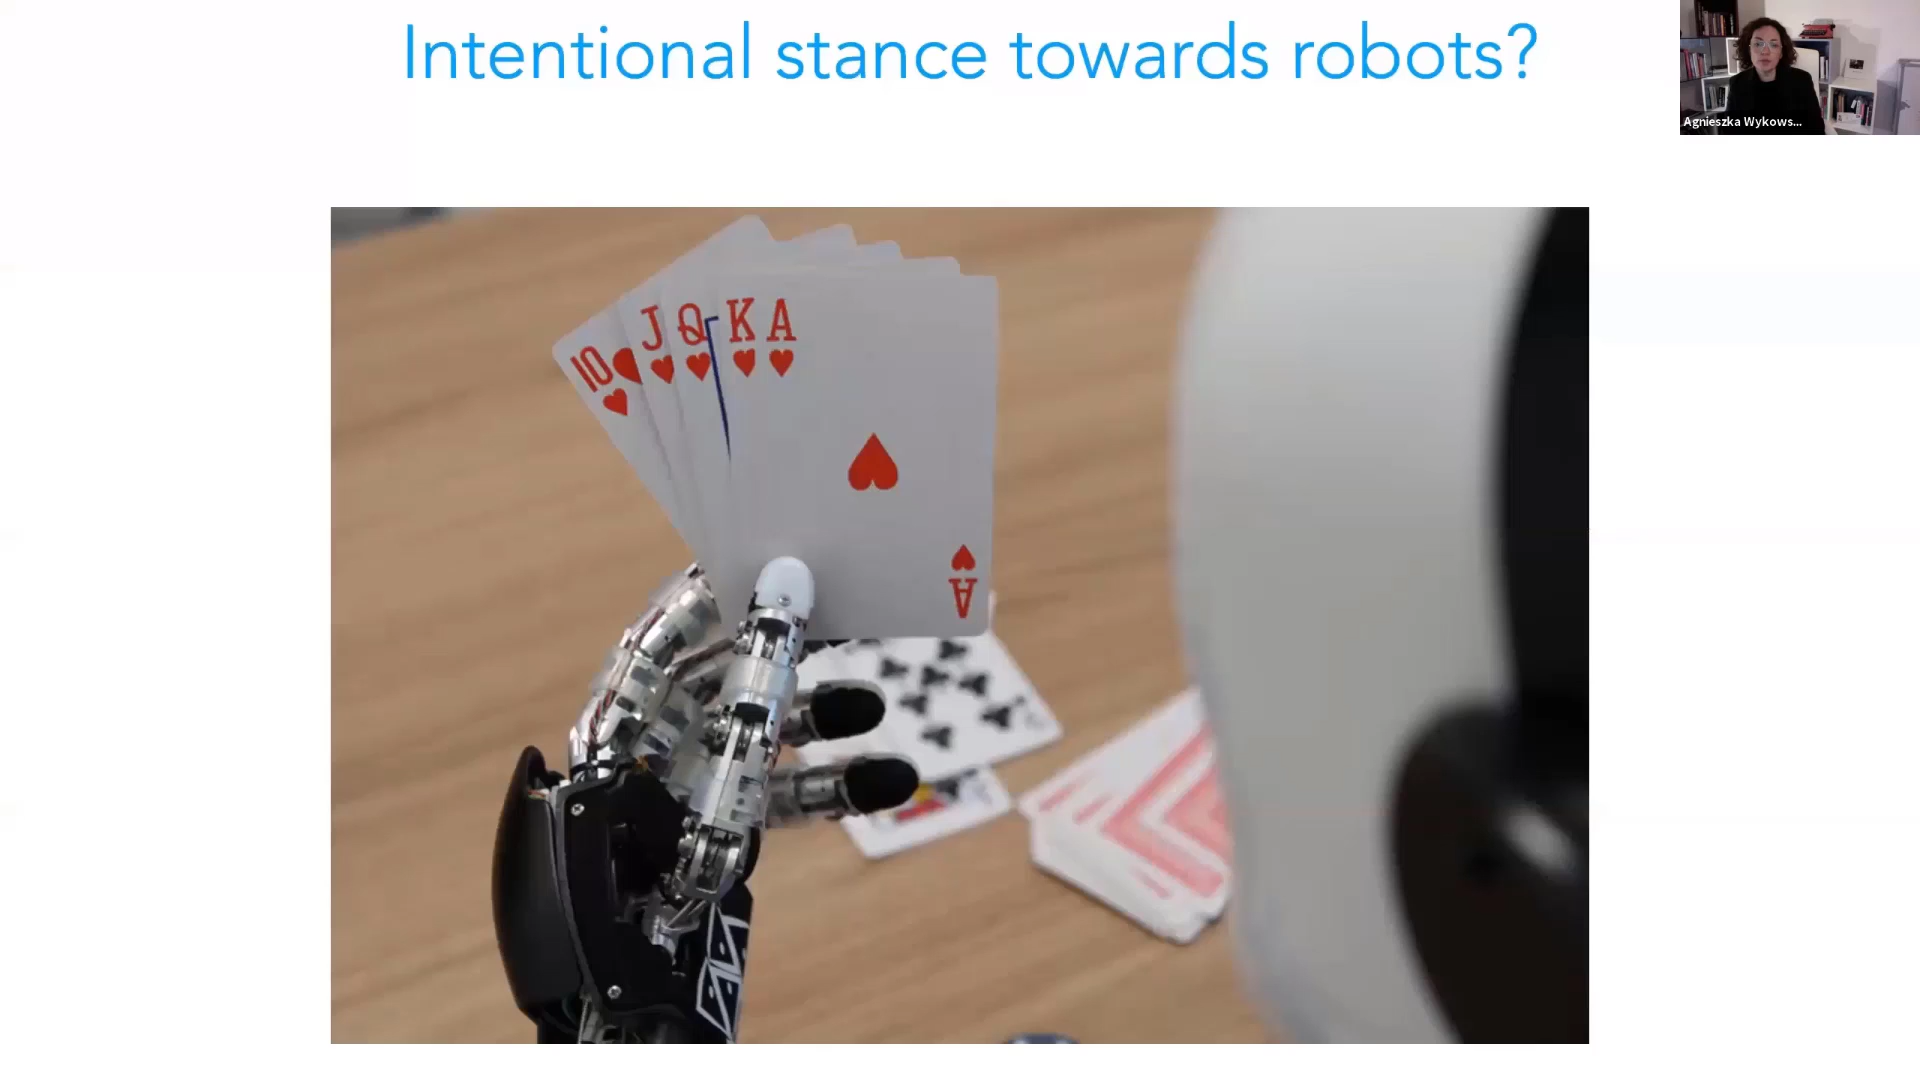 Intentional stance towards robots?
Agnieszka Wykows...
10 J Q K A
A